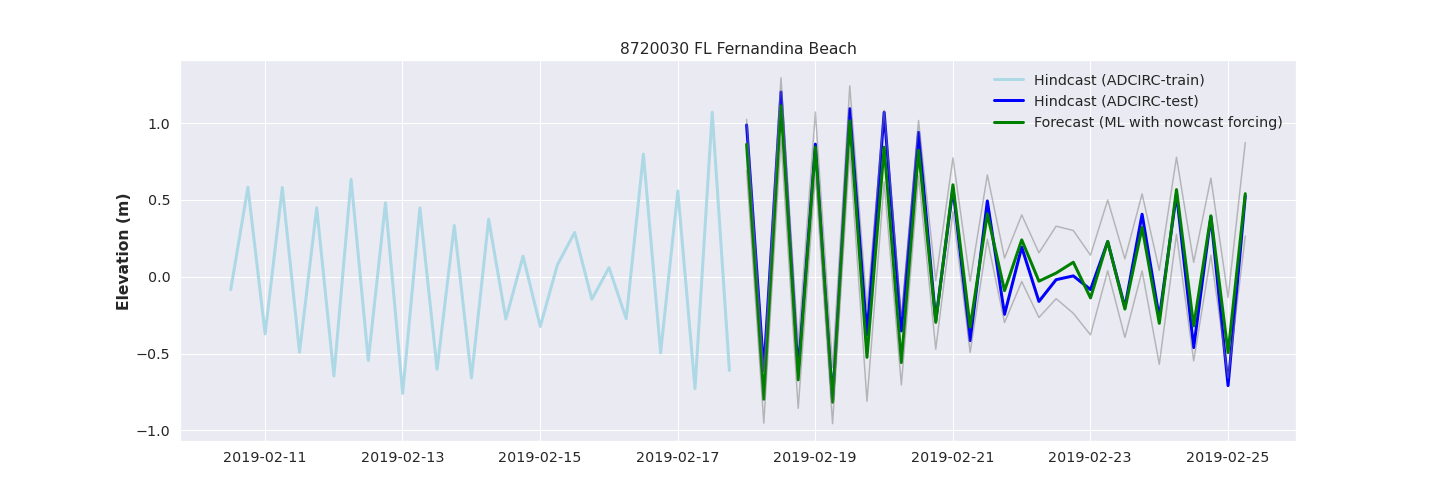 8720030 FL Fernandina Beach
Hindcast (ADCIRC-train)
Hindcast (ADCIRC-test)
Forecast (ML with nowcast forcing)
Elevation (m)
1.0
0.5
0.0
−0.5
−1.0
2019-02-11 2019-02-13 2019-02-15 2019-02-17 2019-02-19 2019-02-21 2019-02-23 2019-02-25